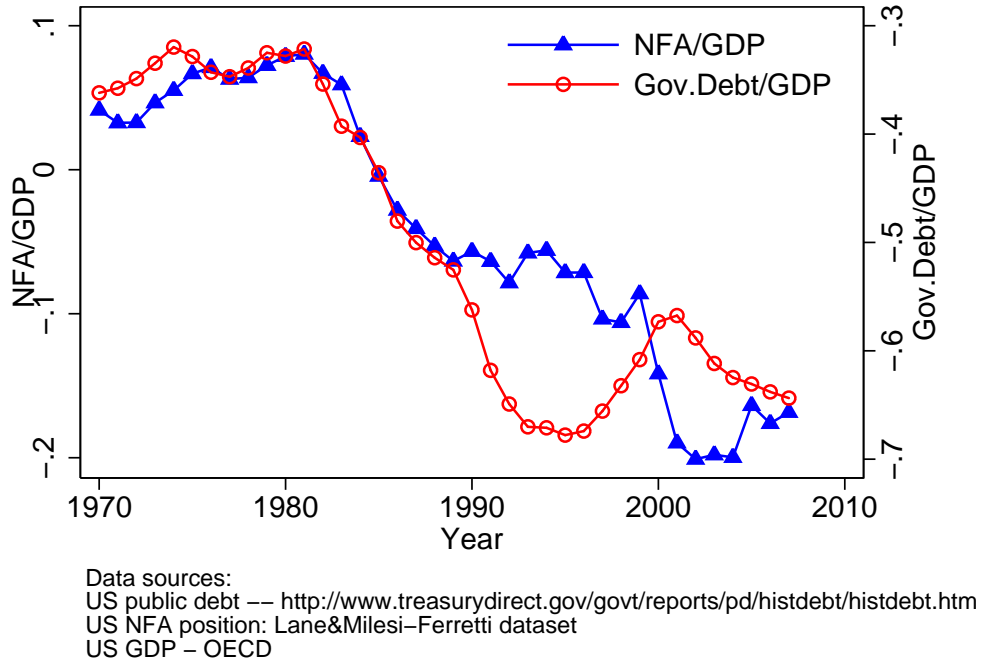 .1
0
−.1
−.2
NFA/GDP
−.3
−.4
−.5
−.6
−.7
Gov.Debt/GDP
NFA/GDP
Gov.Debt/GDP
1970 1980 1990 2000 2010
Year
Data sources:
US public debt −− http://www.treasurydirect.gov/govt/reports/pd/histdebt/histdebt.htm
US NFA position: Lane&Milesi−Ferretti dataset
US GDP − OECD